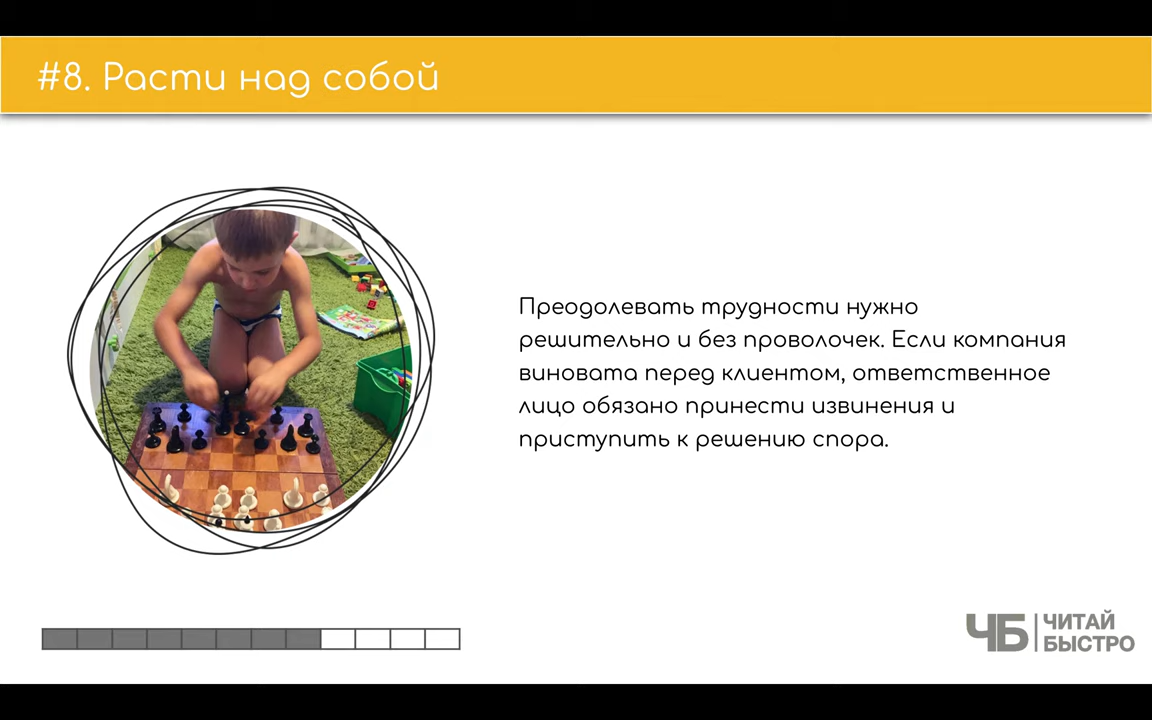 #8. Расти над собой
Преодолевать трудности нужно
решительно и без проволочек. Если компания
виновата перед клиентом, ответственное
лицо обязано принести извинения и
приступить к решению спора.
ЧБ | ЧИТАЙ
БЫСТРО